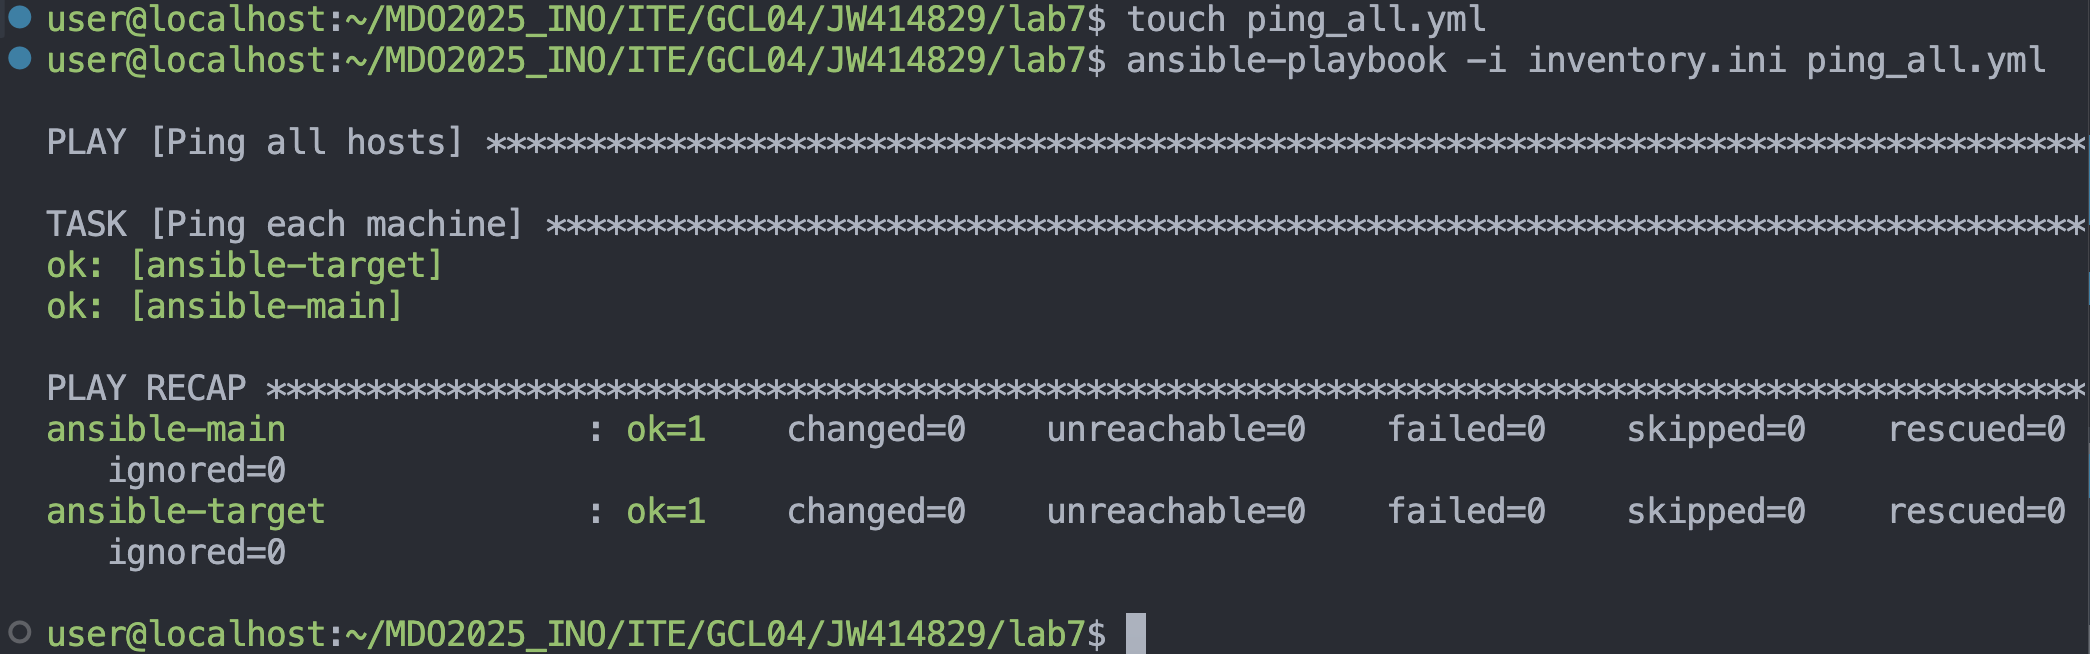 user@localhost:~/MDO2025_INO/ITE/GCL04/JW414829/lab7$ touch ping_all.yml
user@localhost:~/MDO2025_INO/ITE/GCL04/JW414829/lab7$ ansible-playbook -i inventory.ini ping_all.yml
PLAY [Ping all hosts] ********************************************************************************
TASK [Ping each machine] *****************************************************************************
ok: [ansible-target]
ok: [ansible-main]
PLAY RECAP *******************************************************************************************
ansible-main               : ok=1    changed=0    unreachable=0    failed=0    skipped=0    rescued=0
   ignored=0
ansible-target             : ok=1    changed=0    unreachable=0    failed=0    skipped=0    rescued=0
   ignored=0
user@localhost:~/MDO2025_INO/ITE/GCL04/JW414829/lab7$